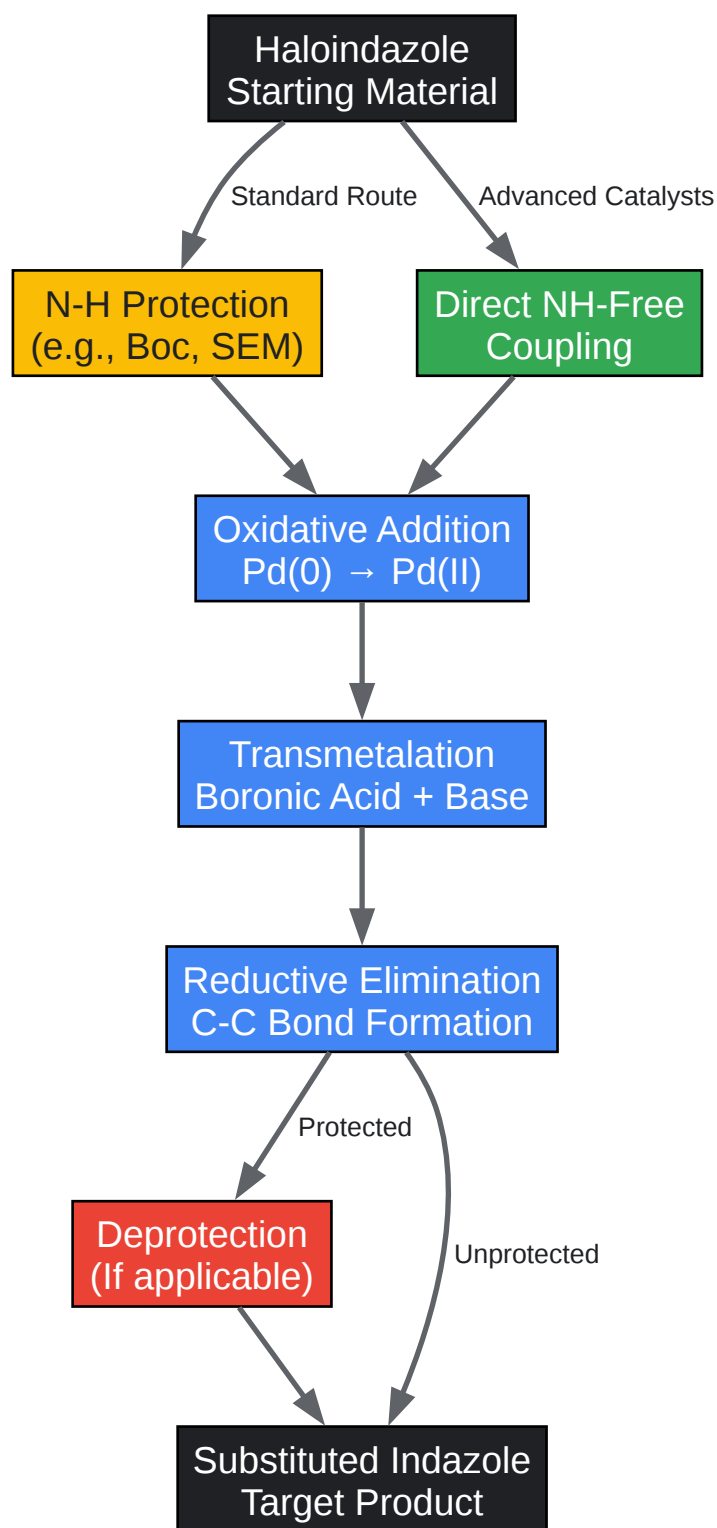 Haloindazole
Starting Material
Standard Route
Advanced Catalysts
N-H Protection
(e.g., Boc, SEM)
Direct NH-Free
Coupling
Oxidative Addition
Pd(0) → Pd(II)
Transmetalation
Boronic Acid + Base
Reductive Elimination
C-C Bond Formation
Protected
Deprotection
(If applicable)
Unprotected
Substituted Indazole
Target Product